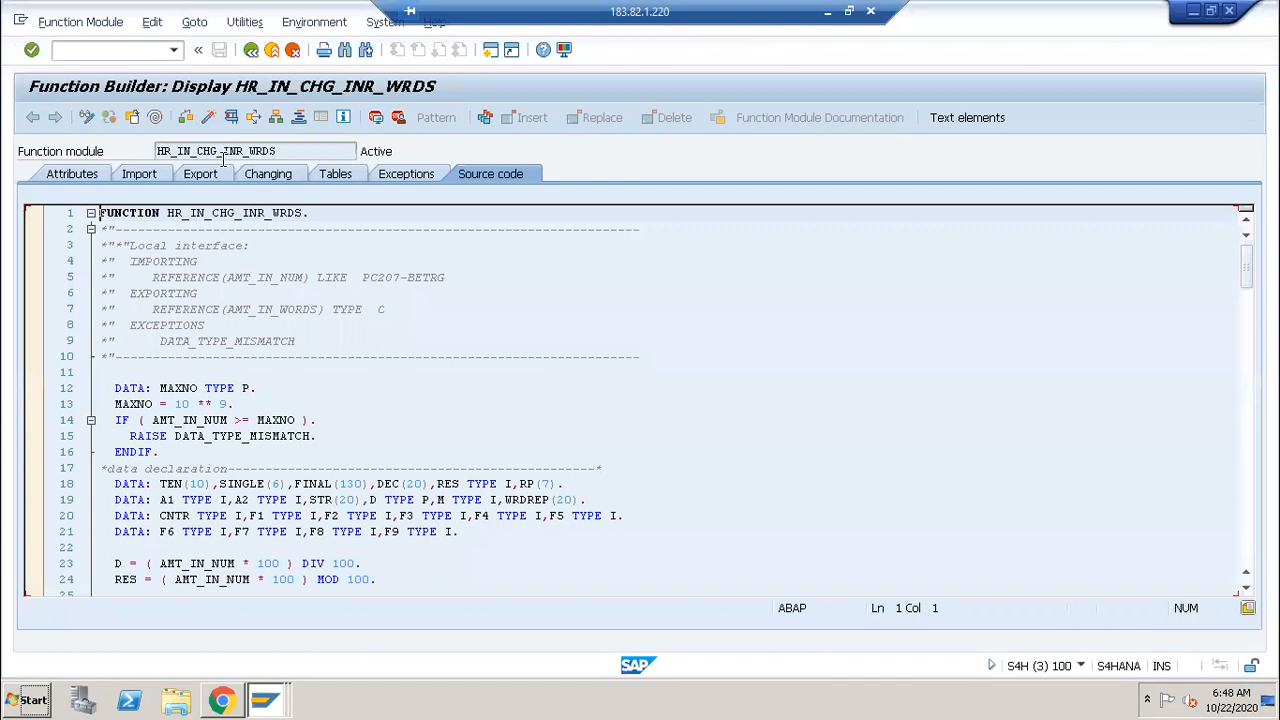 183.82.1.220
Function Module Edit Goto Utilities Environment System Help
Function Builder: Display HR_IN_CHG_INR_WRDS
Pattern Insert Replace Delete Function Module Documentation Text elements
Function module HR_IN_CHG_INR_WRDS Active
Attributes Import Export Changing Tables Exceptions Source code
1 FUNCTION HR_IN_CHG_INR_WRDS.
2 *"----------------------------------------------------------------------
3 *"*"Local interface:
4 *" IMPORTING
5 *" REFERENCE(AMT_IN_NUM) LIKE PC207-BETRG
6 *" EXPORTING
7 *" REFERENCE(AMT_IN_WORDS) TYPE C
8 *" EXCEPTIONS
9 *" DATA_TYPE_MISMATCH
10 *"----------------------------------------------------------------------
11
12 DATA: MAXNO TYPE P.
13 MAXNO = 10 ** 9.
14 IF ( AMT_IN_NUM >= MAXNO ).
15 RAISE DATA_TYPE_MISMATCH.
16 ENDIF.
17 *data declaration-------------------------------------------------*
18 DATA: TEN(10),SINGLE(6),FINAL(130),DEC(20),RES TYPE I,RP(7).
19 DATA: A1 TYPE I,A2 TYPE I,STR(20),D TYPE P,M TYPE I,WRDREP(20).
20 DATA: CNTR TYPE I,F1 TYPE I,F2 TYPE I,F3 TYPE I,F4 TYPE I,F5 TYPE I.
21 DATA: F6 TYPE I,F7 TYPE I,F8 TYPE I,F9 TYPE I.
22
23 D = ( AMT_IN_NUM * 100 ) DIV 100.
24 RES = ( AMT_IN_NUM * 100 ) MOD 100.
25
ABAP Ln 1 Col 1 NUM
SAP S4H (3) 100 S4HANA INS
Start 6:48 AM
10/22/2020